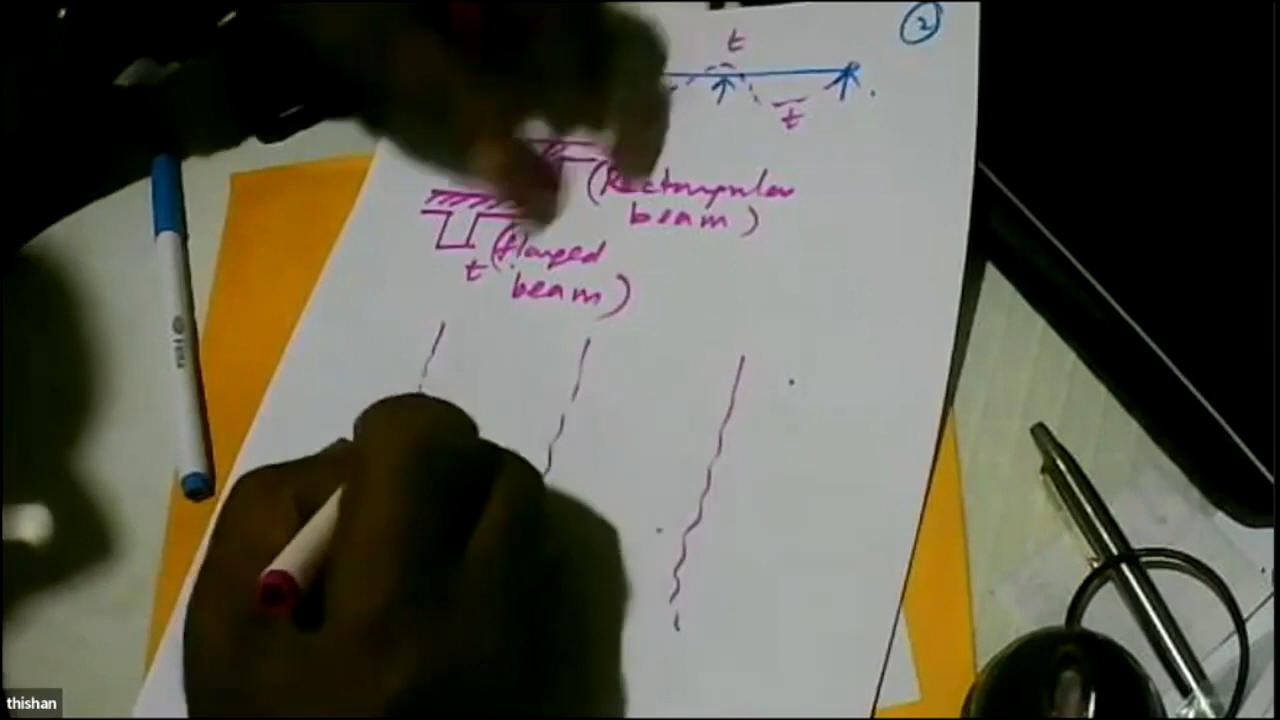 2
t
t
(Rectangular
beam)
(flanged
t beam)
thishan